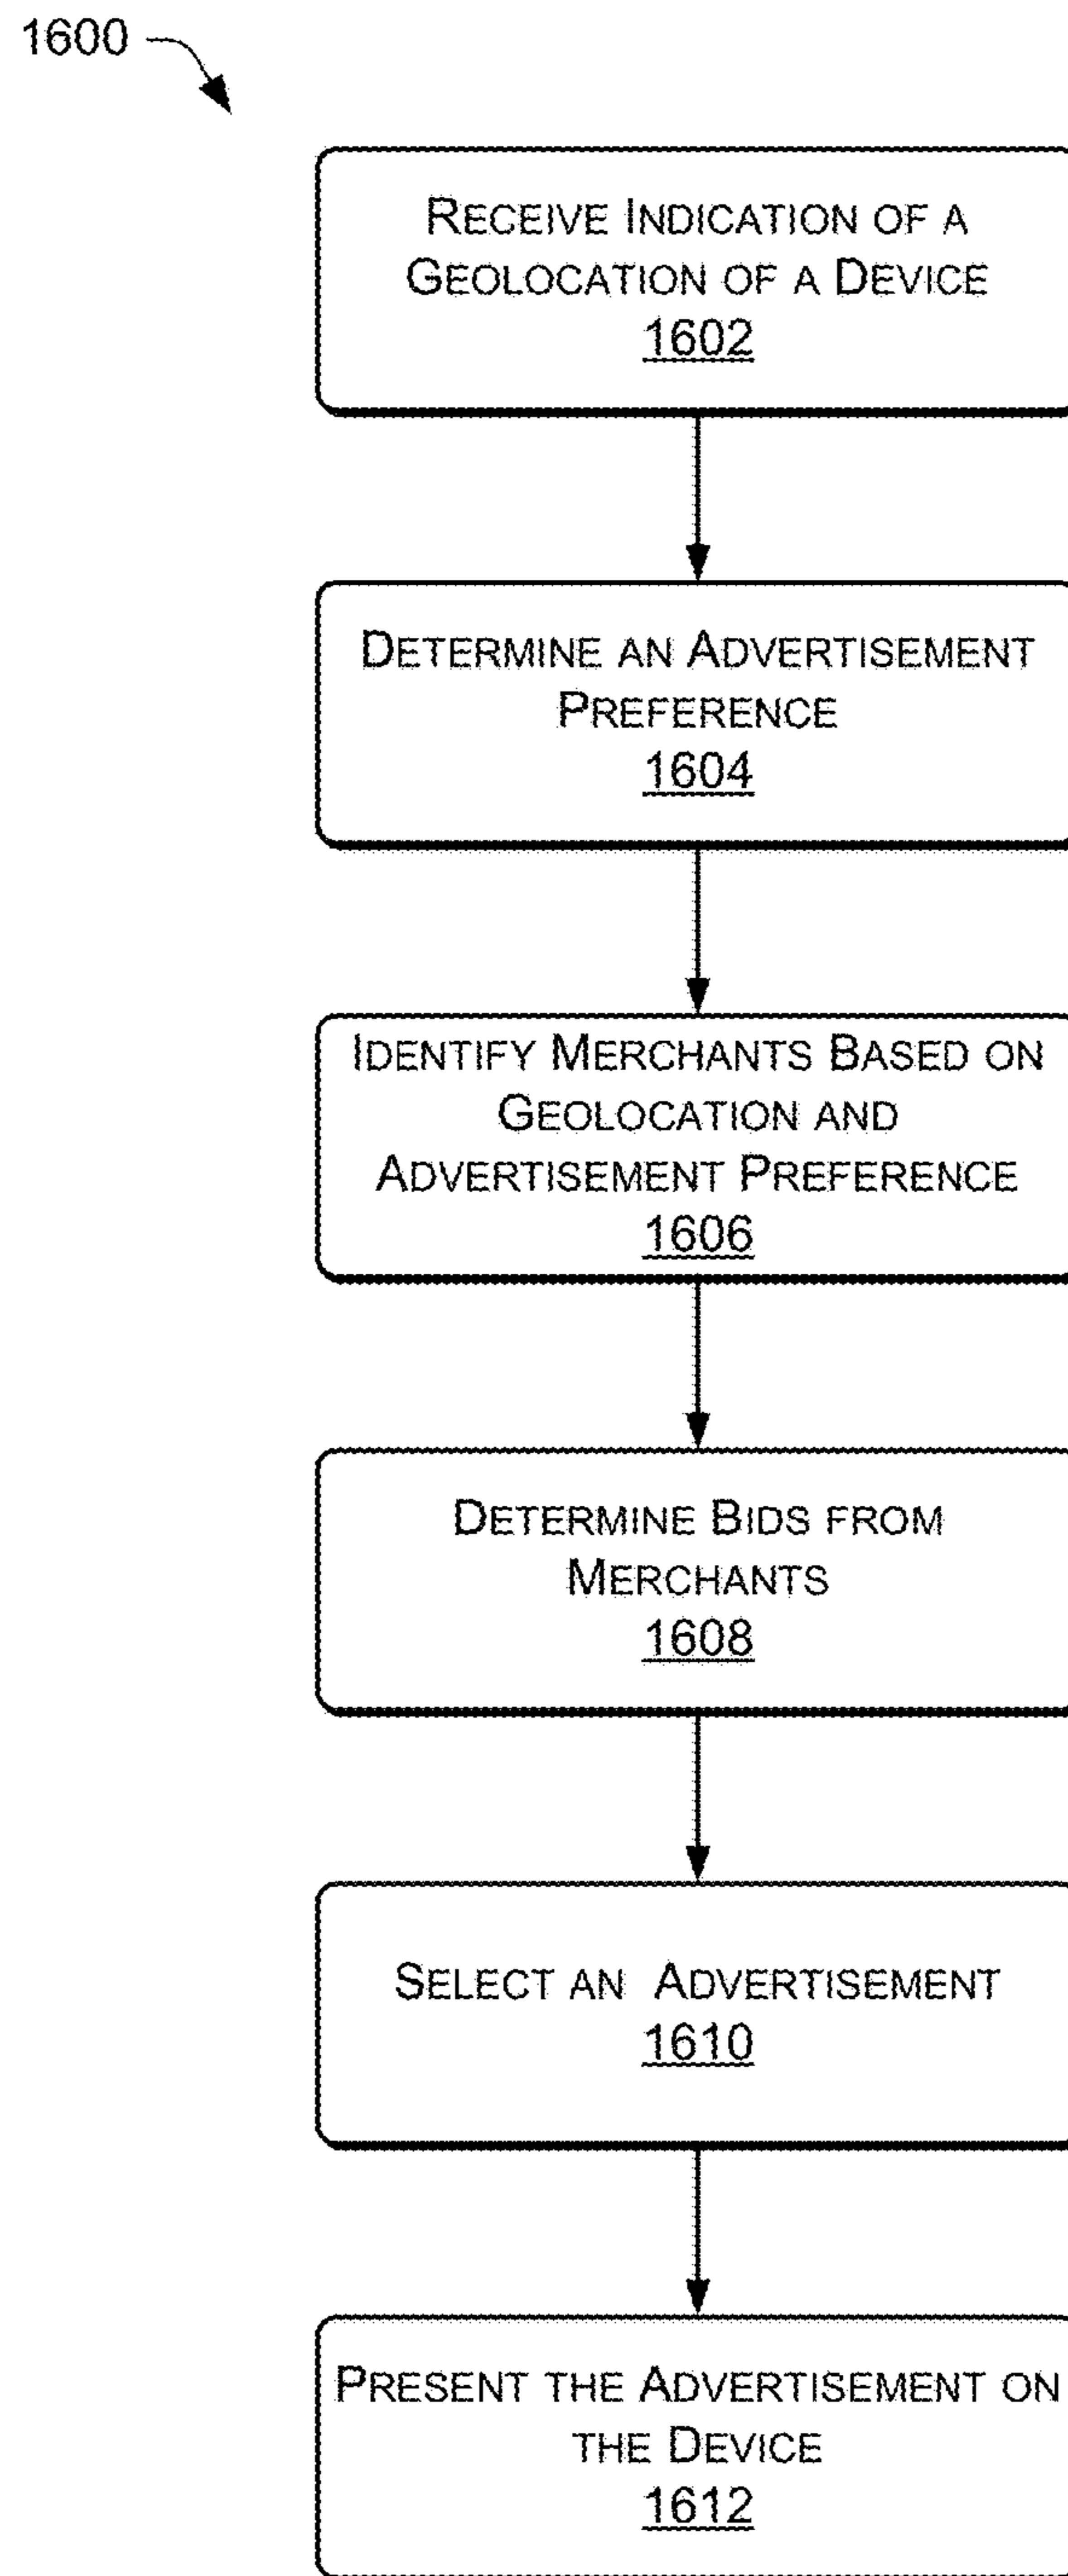 1600
RECEIVE INDICATION OF A
GEOLOCATION OF A DEVICE
1602
DETERMINE AN ADVERTISEMENT
PREFERENCE
1604
IDENTIFY MERCHANTS BASED ON
GEOLOCATION AND
ADVERTISEMENT PREFERENCE
1606
DETERMINE BIDS FROM
MERCHANTS
1608
SELECT AN ADVERTISEMENT
1610
PRESENT THE ADVERTISEMENT ON
THE DEVICE
1612